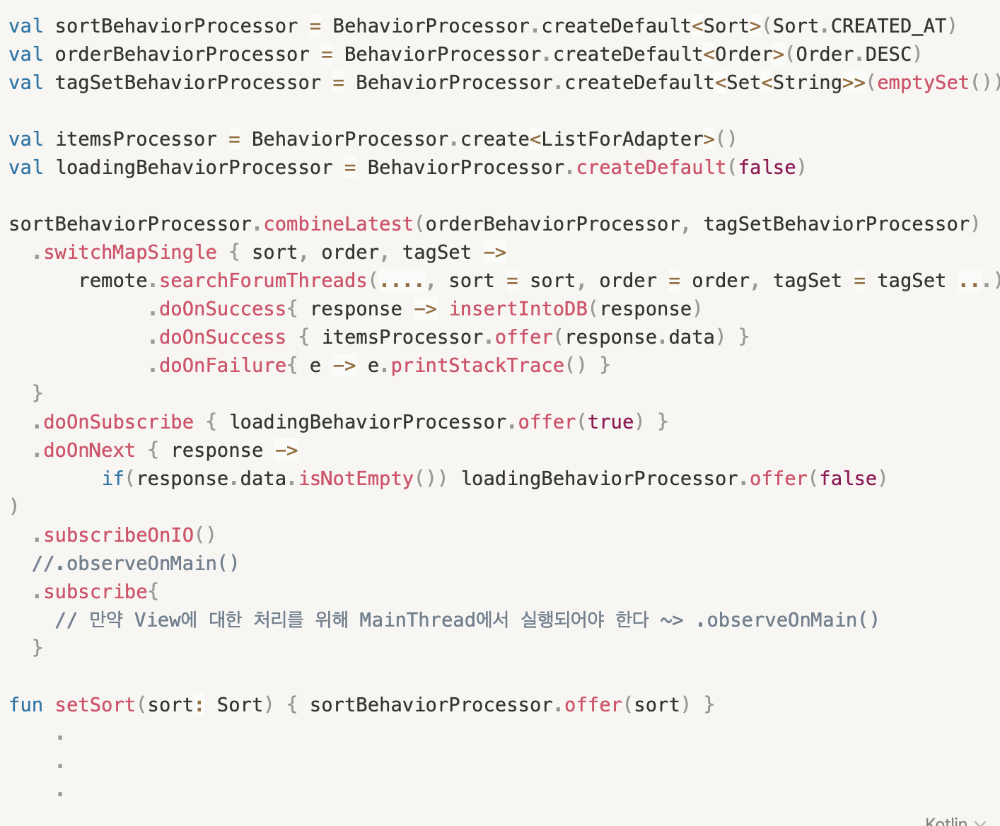 val sortBehaviorProcessor = BehaviorProcessor.createDefault<Sort>(Sort.CREATED_AT)
val orderBehaviorProcessor = BehaviorProcessor.createDefault<Order>(Order.DESC)
val tagSetBehaviorProcessor = BehaviorProcessor.createDefault<Set<String>>(emptySet())

val itemsProcessor = BehaviorProcessor.create<ListForAdapter>()
val loadingBehaviorProcessor = BehaviorProcessor.createDefault(false)

sortBehaviorProcessor.combineLatest(orderBehaviorProcessor, tagSetBehaviorProcessor)
  .switchMapSingle { sort, order, tagSet ->
      remote.searchForumThreads(...., sort = sort, order = order, tagSet = tagSet ...)
            .doOnSuccess{ response -> insertIntoDB(response)
            .doOnSuccess { itemsProcessor.offer(response.data) }
            .doOnFailure{ e -> e.printStackTrace() }
  }
  .doOnSubscribe { loadingBehaviorProcessor.offer(true) }
  .doOnNext { response ->
        if(response.data.isNotEmpty()) loadingBehaviorProcessor.offer(false)
)
  .subscribeOnIO()
  //.observeOnMain()
  .subscribe{
    // 만약 View에 대한 처리를 위해 MainThread에서 실행되어야 한다 ~> .observeOnMain()
  }

fun setSort(sort: Sort) { sortBehaviorProcessor.offer(sort) }
    .
    .
    .
Kotlin